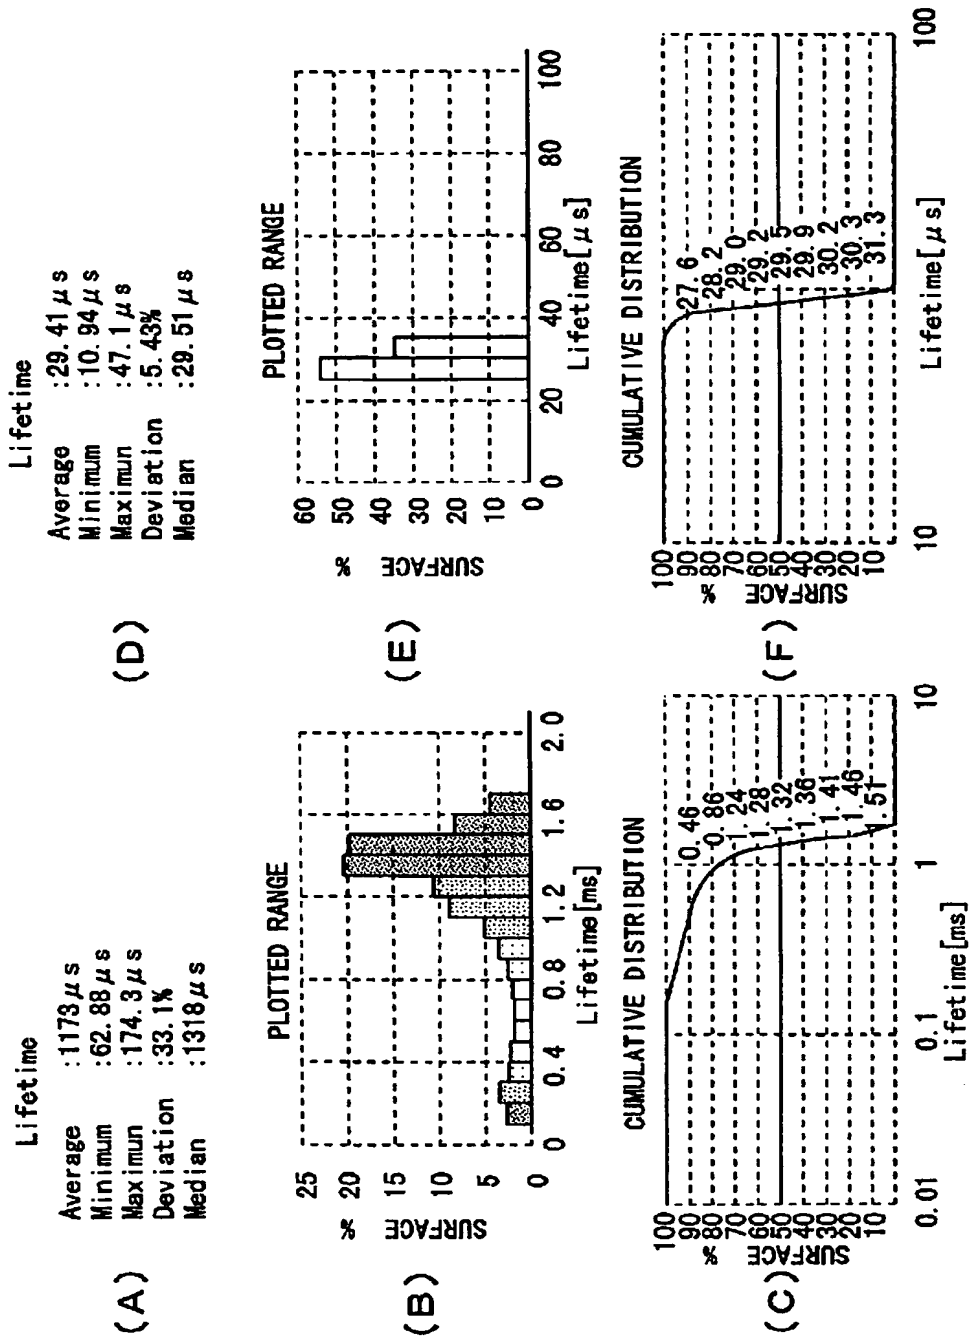 Lifetime
Average :1173μs
Minimum :62.88μs
Maximun :174.3μs
Deviation :33.1%
Median :1318μs
(A)
PLOTTED RANGE
SURFACE %
25
20
15
10
5
0
0 0.4 0.8 1.2 1.6 2.0
Lifetime[ms]
(B)
CUMULATIVE DISTRIBUTION
SURFACE %
100
90 0.46
80 0.86
70 1.24
60 1.28
50 1.32
40 1.36
30 1.41
20 1.46
10 1.51
0.01 0.1 1 10
Lifetime[ms]
(C)
Lifetime
Average :29.41μs
Minimum :10.94μs
Maximun :47.1μs
Deviation :5.43%
Median :29.51μs
(D)
PLOTTED RANGE
SURFACE %
60
50
40
30
20
10
0
0 20 40 60 80 100
Lifetime[μs]
(E)
CUMULATIVE DISTRIBUTION
SURFACE %
100
90 27.6
80 28.2
70 29.0
60 29.2
50 29.5
40 29.9
30 30.2
20 30.3
10 31.3
10 100
Lifetime[μs]
(F)